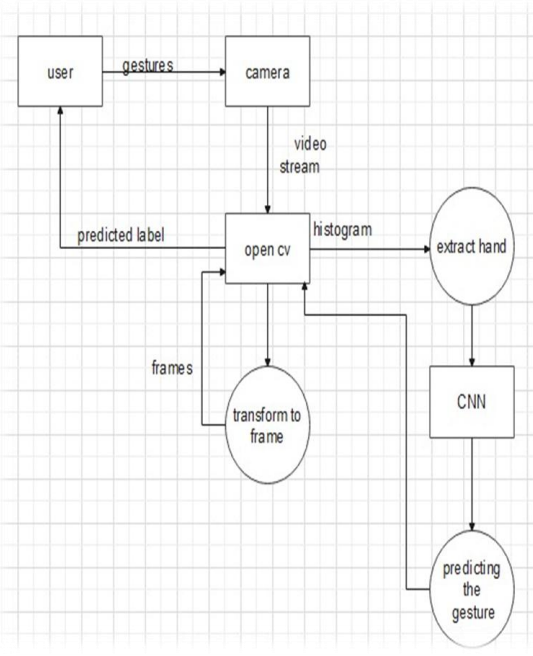 user
gestures
camera
video
stream
predicted label
open cv
histogram
extract hand
frames
transform to
frame
CNN
predicting
the
gesture